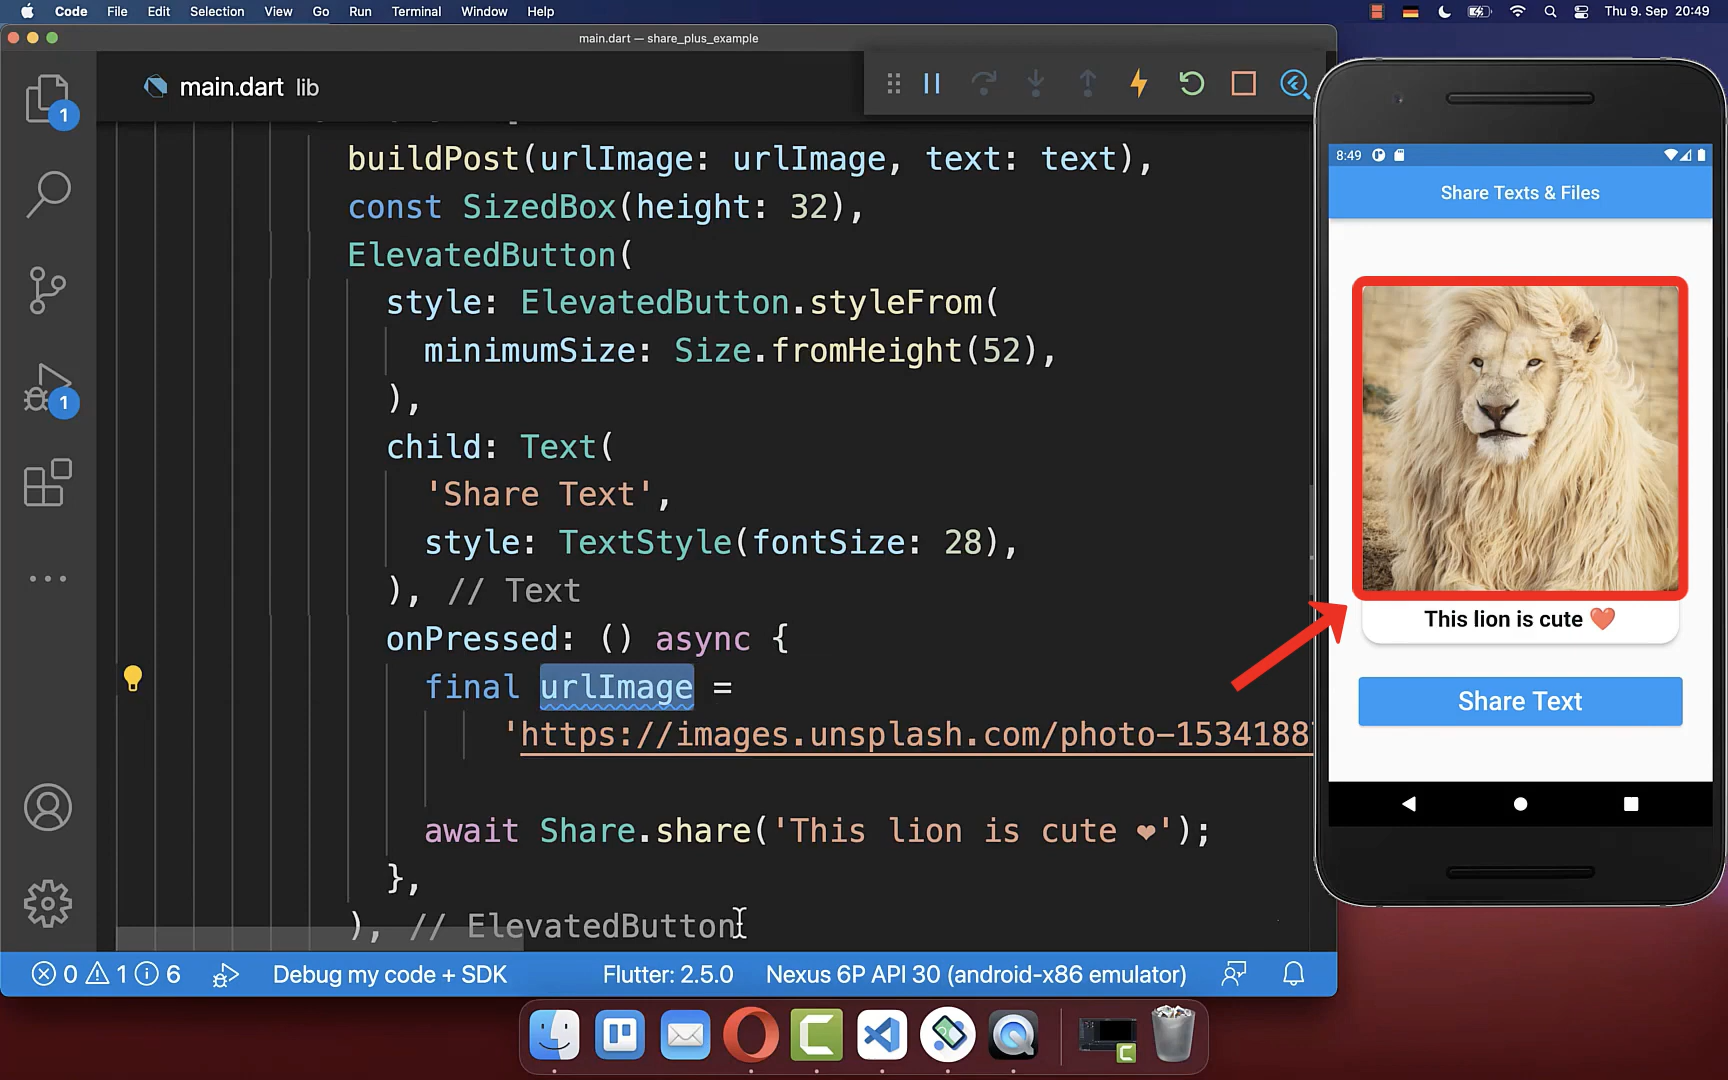 Code File Edit Selection View Go Run Terminal Window Help
Thu 9. Sep 20:49
main.dart — share_plus_example
main.dart lib
1
1
buildPost(urlImage: urlImage, text: text),
const SizedBox(height: 32),
ElevatedButton(
style: ElevatedButton.styleFrom(
minimumSize: Size.fromHeight(52),
),
child: Text(
'Share Text',
style: TextStyle(fontSize: 28),
), // Text
onPressed: () async {
final urlImage =
'https://images.unsplash.com/photo-1534188
await Share.share('This lion is cute ❤');
},
), // ElevatedButton
0 1 6 Debug my code + SDK Flutter: 2.5.0 Nexus 6P API 30 (android-x86 emulator)
8:49
Share Texts & Files
This lion is cute ❤️
Share Text